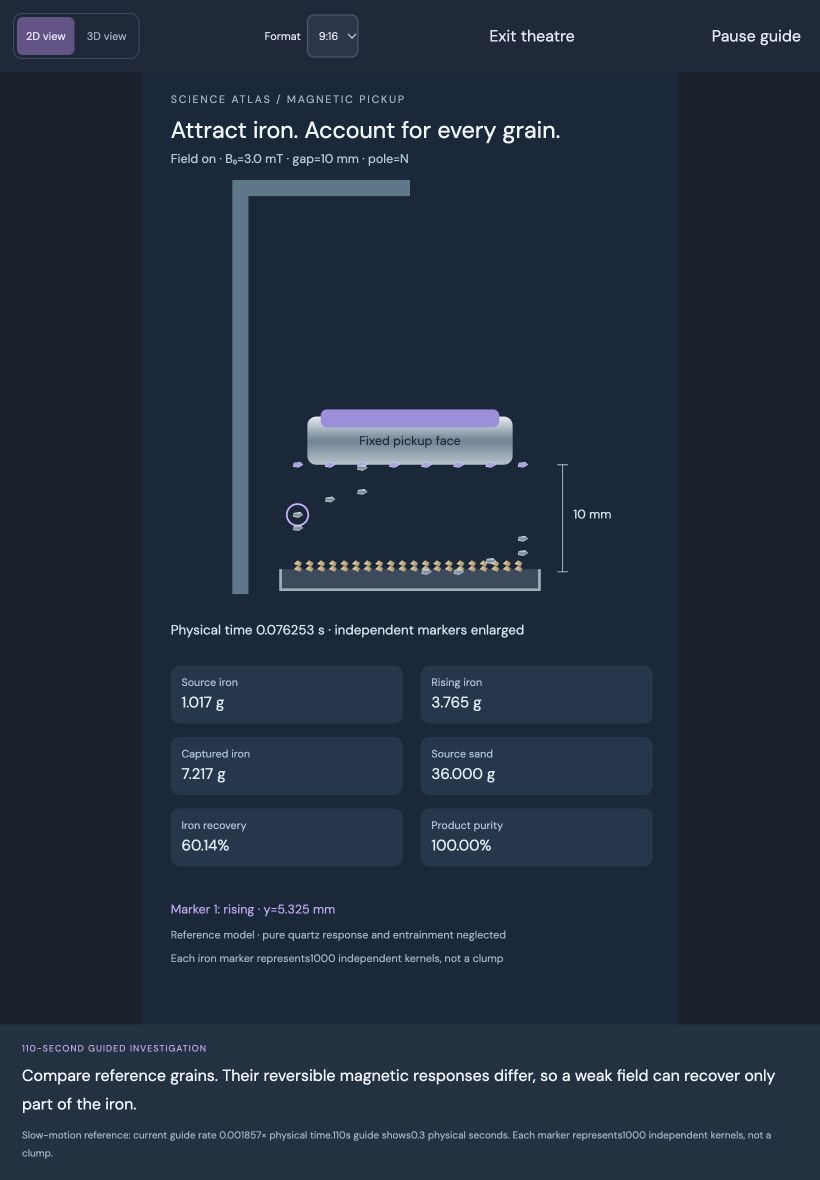 2D view
3D view
Format
9:16
Exit theatre
Pause guide
SCIENCE ATLAS / MAGNETIC PICKUP
Attract iron. Account for every grain.
Field on · B₀=3.0 mT · gap=10 mm · pole=N
Fixed pickup face
10 mm
Physical time 0.076253 s · independent markers enlarged
Source iron
1.017 g
Rising iron
3.765 g
Captured iron
7.217 g
Source sand
36.000 g
Iron recovery
60.14%
Product purity
100.00%
Marker 1: rising · y=5.325 mm
Reference model · pure quartz response and entrainment neglected
Each iron marker represents1000 independent kernels, not a clump
110-SECOND GUIDED INVESTIGATION
Compare reference grains. Their reversible magnetic responses differ, so a weak field can recover only
part of the iron.
Slow-motion reference: current guide rate 0.001857× physical time.110s guide shows0.3 physical seconds. Each marker represents1000 independent kernels, not a
clump.